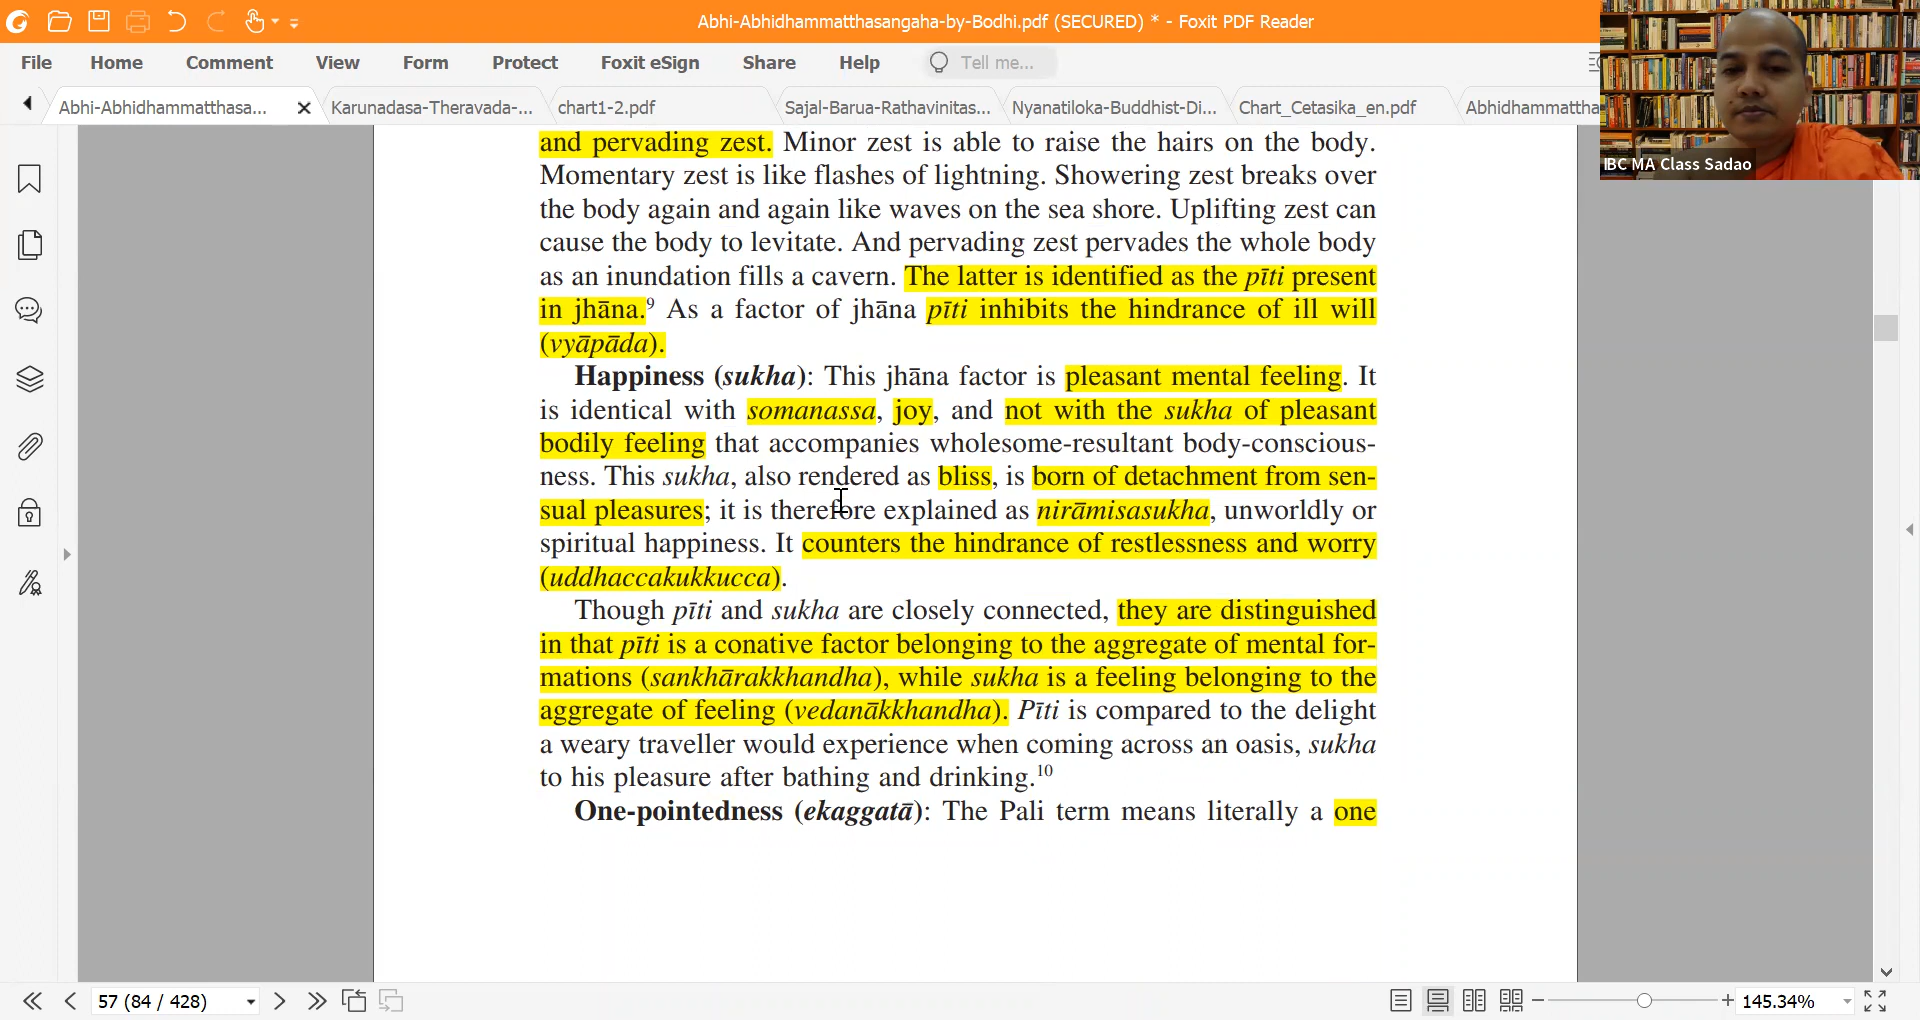 Abhi-Abhidhammatthasangaha-by-Bodhi.pdf (SECURED) * - Foxit PDF Reader
File Home Comment View Form Protect Foxit eSign Share Help Tell me...
Abhi-Abhidhammatthasa... Karunadasa-Theravada-... chart1-2.pdf Sajal-Barua-Rathavinitas... Nyanatiloka-Buddhist-Di... Chart_Cetasika_en.pdf Abhidhammattha
IBC MA Class Sadao
and pervading zest. Minor zest is able to raise the hairs on the body.
Momentary zest is like flashes of lightning. Showering zest breaks over
the body again and again like waves on the sea shore. Uplifting zest can
cause the body to levitate. And pervading zest pervades the whole body
as an inundation fills a cavern. The latter is identified as the pīti present
in jhāna.⁹ As a factor of jhāna pīti inhibits the hindrance of ill will
(vyāpāda).
Happiness (sukha): This jhāna factor is pleasant mental feeling. It
is identical with somanassa, joy, and not with the sukha of pleasant
bodily feeling that accompanies wholesome-resultant body-conscious-
ness. This sukha, also rendered as bliss, is born of detachment from sen-
sual pleasures; it is therefore explained as nirāmisasukha, unworldly or
spiritual happiness. It counters the hindrance of restlessness and worry
(uddhaccakukkucca).
Though pīti and sukha are closely connected, they are distinguished
in that pīti is a conative factor belonging to the aggregate of mental for-
mations (sankhārakkhandha), while sukha is a feeling belonging to the
aggregate of feeling (vedanākkhandha). Pīti is compared to the delight
a weary traveller would experience when coming across an oasis, sukha
to his pleasure after bathing and drinking.¹⁰
One-pointedness (ekaggatā): The Pali term means literally a one
57 (84 / 428) 145.34%